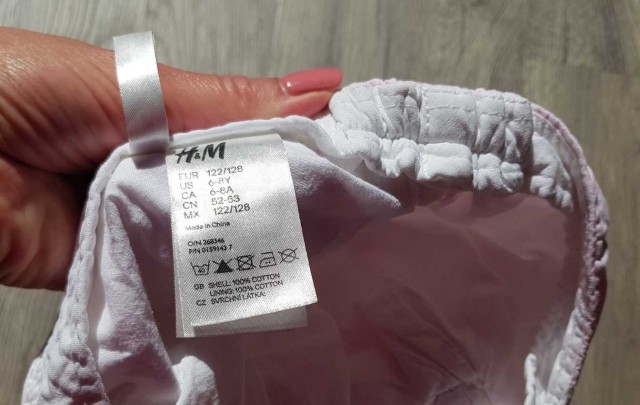 H&M
EUR 122/128
US 6-8Y
CA 6-8A
CN 52-53
MX 122/128
Made in China
O/N 268346
P/N 0159143 7
40
GB SHELL: 100% COTTON
LINING: 100% COTTON
CZ SVRCHNÍ LÁTKA: